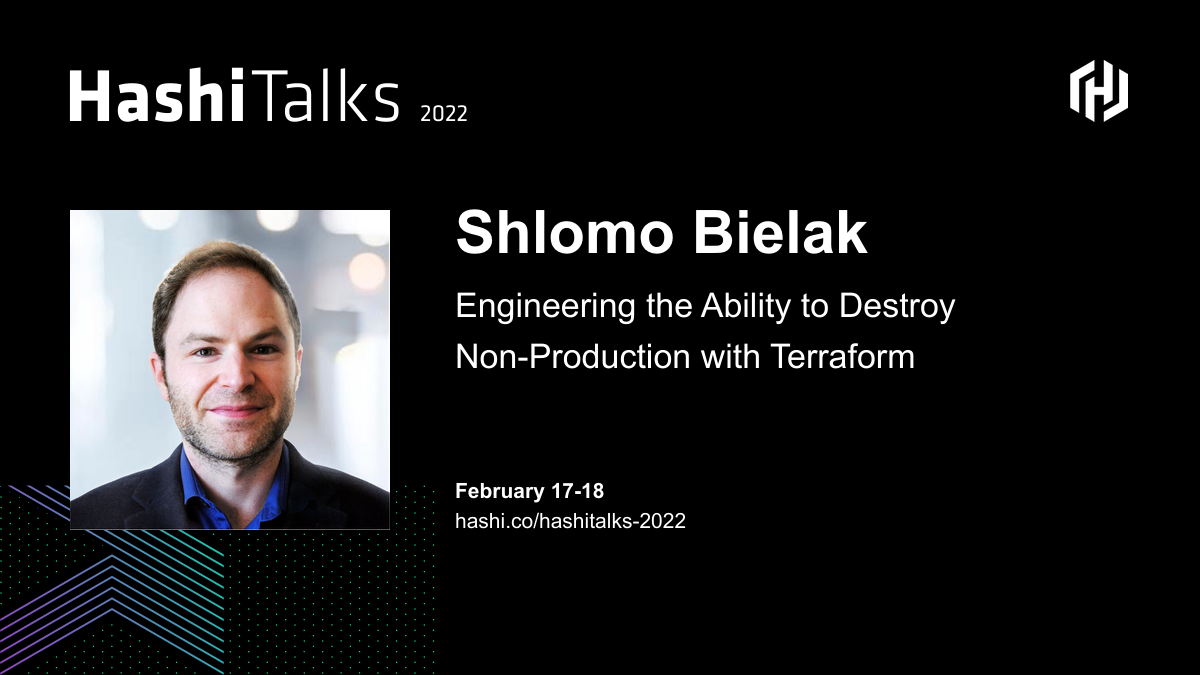 HashiTalks 2022
Shlomo Bielak
Engineering the Ability to Destroy
Non-Production with Terraform
February 17-18
hashi.co/hashitalks-2022